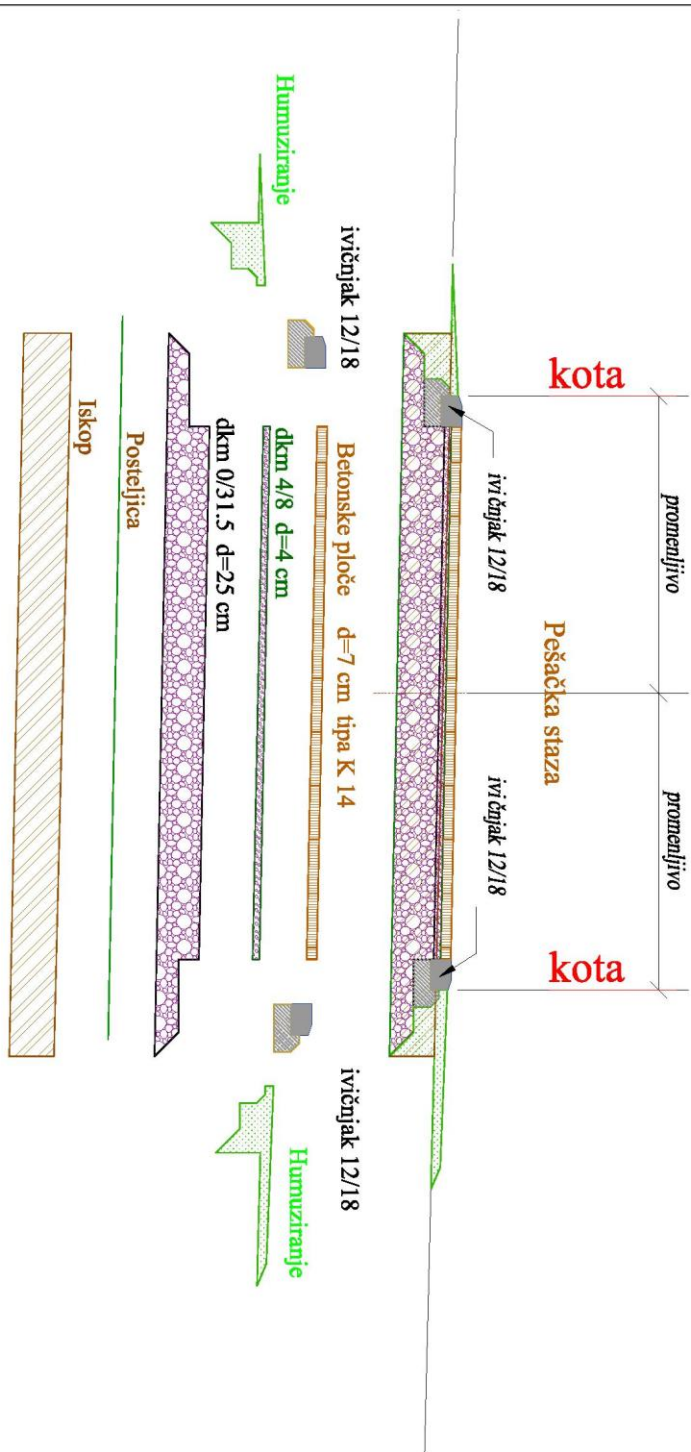 promenljivo
promenljivo
kota
kota
Pešačka staza
ivičnjak 12/18
ivičnjak 12/18
ivičnjak 12/18
ivičnjak 12/18
Betonske ploče d=7 cm tipa K 14
Humuziranje
Humuziranje
dkm 4/8 d=4 cm
dkm 0/31.5 d=25 cm
Posteljica
Iskop